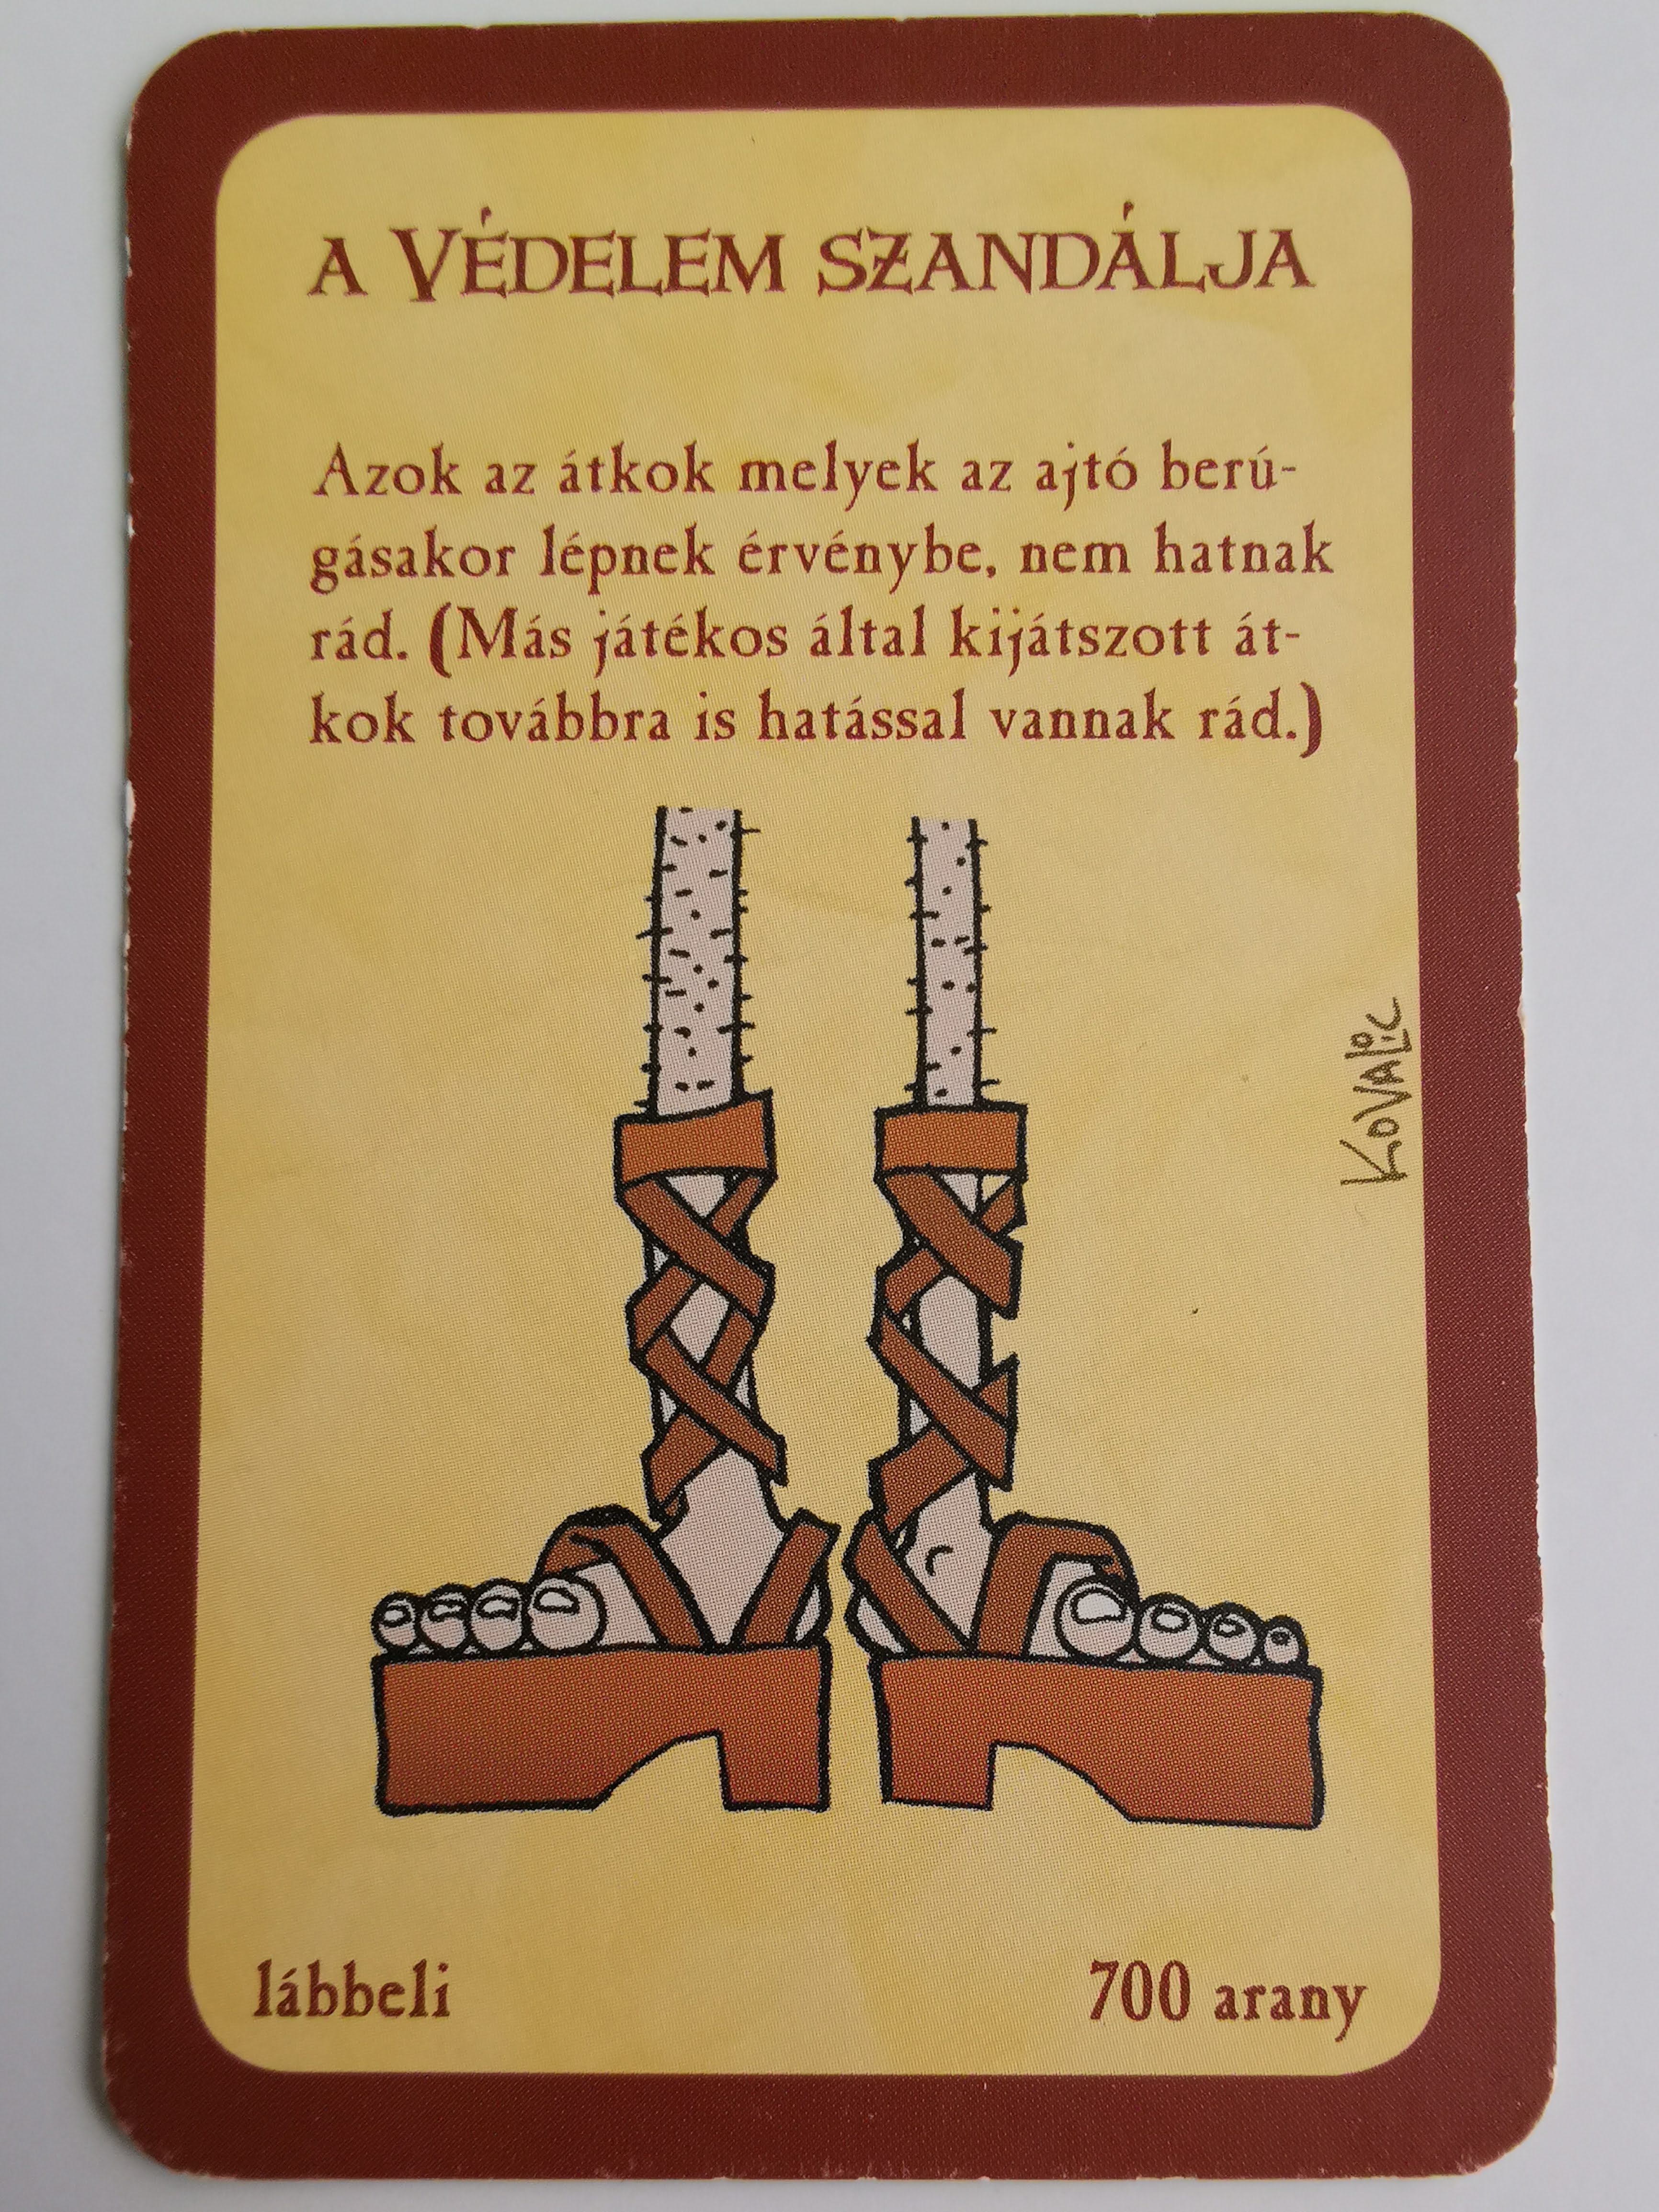 A VÉDELEM SZANDÁLJA
Azok az átkok melyek az ajtó berú-
gásakor lépnek érvénybe, nem hatnak
rád. (Más játékos által kijátszott át-
kok továbbra is hatással vannak rád.)
KOVALIC
lábbeli
700 arany